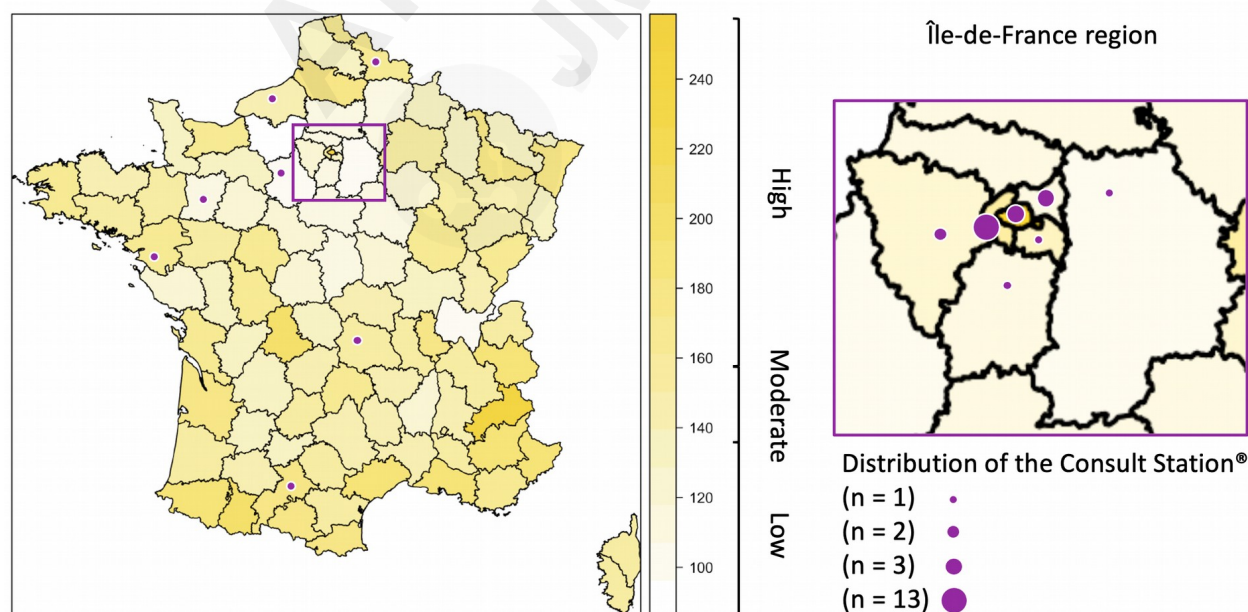 240
220
200
180
160
140
120
100
High
Moderate
Low
Île-de-France region
Distribution of the Consult Station®
(n = 1)
(n = 2)
(n = 3)
(n = 13)